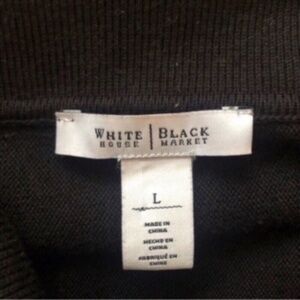 WHITE | BLACK
HOUSE | MARKET
L
MADE IN
CHINA
HECHO EN
CHINA
FABRIQUÉ EN
CHINE